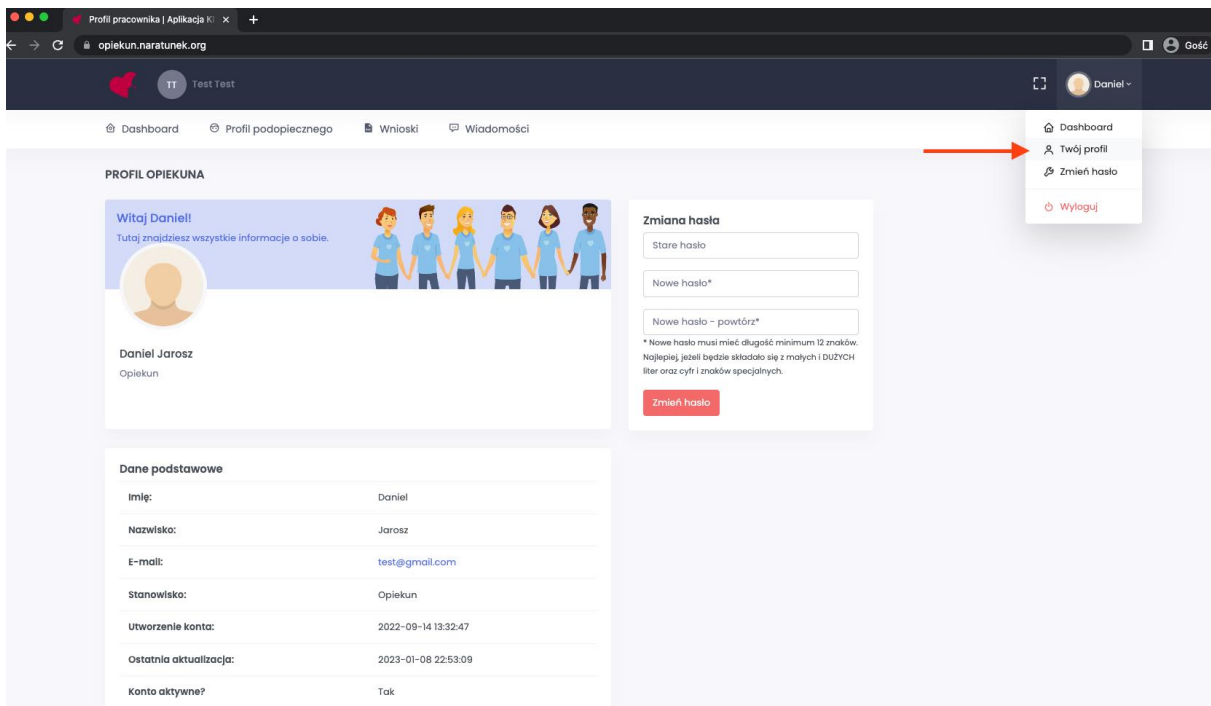 Profil pracownika | Aplikacja Kl
opiekun.naratunek.org
Gość
TT Test Test
Daniel
Dashboard Profil podopiecznego Wnioski Wiadomości
Dashboard
Twój profil
Zmień hasło
Wyloguj
PROFIL OPIEKUNA
Witaj Daniel!
Tutaj znajdziesz wszystkie informacje o sobie.
Daniel Jarosz
Opiekun
Zmiana hasła
Stare hasło
Nowe hasło*
Nowe hasło - powtórz*
* Nowe hasło musi mieć długość minimum 12 znaków.
Najlepiej, jeżeli będzie składało się z małych i DUŻYCH
liter oraz cyfr i znaków specjalnych.
Zmień hasło
Dane podstawowe
Imię: Daniel
Nazwisko: Jarosz
E-mail: test@gmail.com
Stanowisko: Opiekun
Utworzenie konta: 2022-09-14 13:32:47
Ostatnia aktualizacja: 2023-01-08 22:53:09
Konto aktywne? Tak